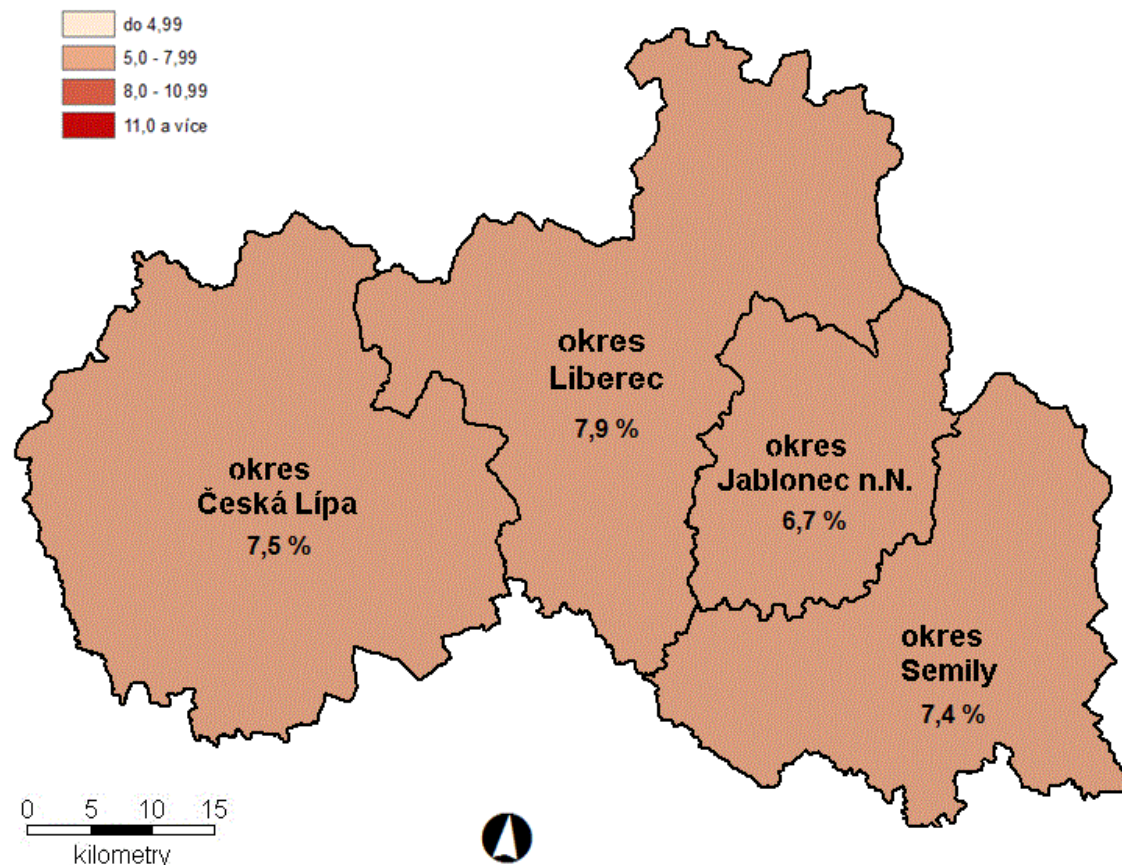 do 4,99
5,0 - 7,99
8,0 - 10,99
11,0 a více
okres
Liberec
7,9 %
okres
Jablonec n.N.
6,7 %
okres
Česká Lípa
7,5 %
okres
Semily
7,4 %
0 5 10 15
kilometry